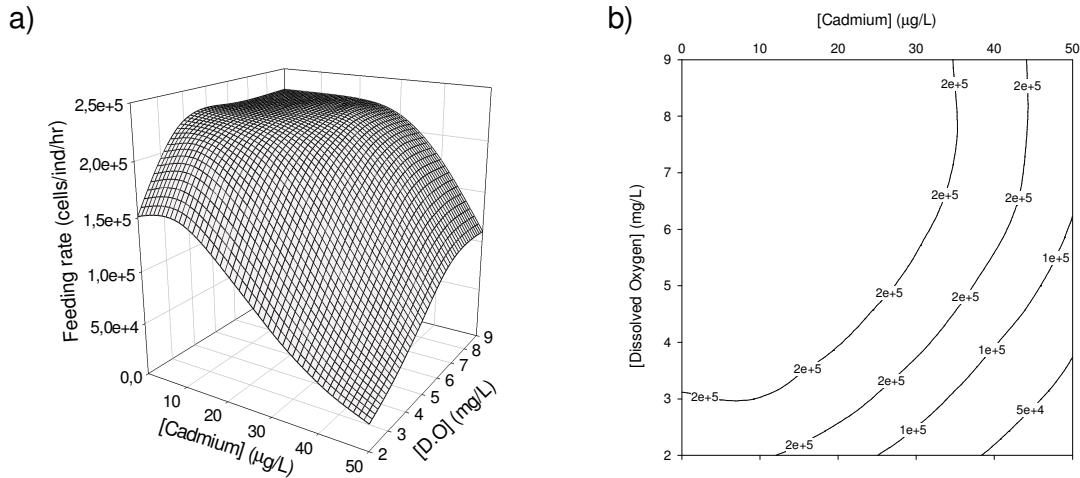 a)
2,5e+5
2,0e+5
1,5e+5
1,0e+5
5,0e+4
0,0
Feeding rate (cells/ind/hr)
10
20
30
40
50
[Cadmium] (µg/L)
2
3
4
5
6
7
8
9
[D.O] (mg/L)
b)
[Cadmium] (µg/L)
0
10
20
30
40
50
9
8
7
6
5
4
3
2
[Dissolved Oxygen] (mg/L)
2e+5
2e+5
2e+5
2e+5
1e+5
2e+5
2e+5
1e+5
2e+5
2e+5
2e+5
5e+4
1e+5
2e+5